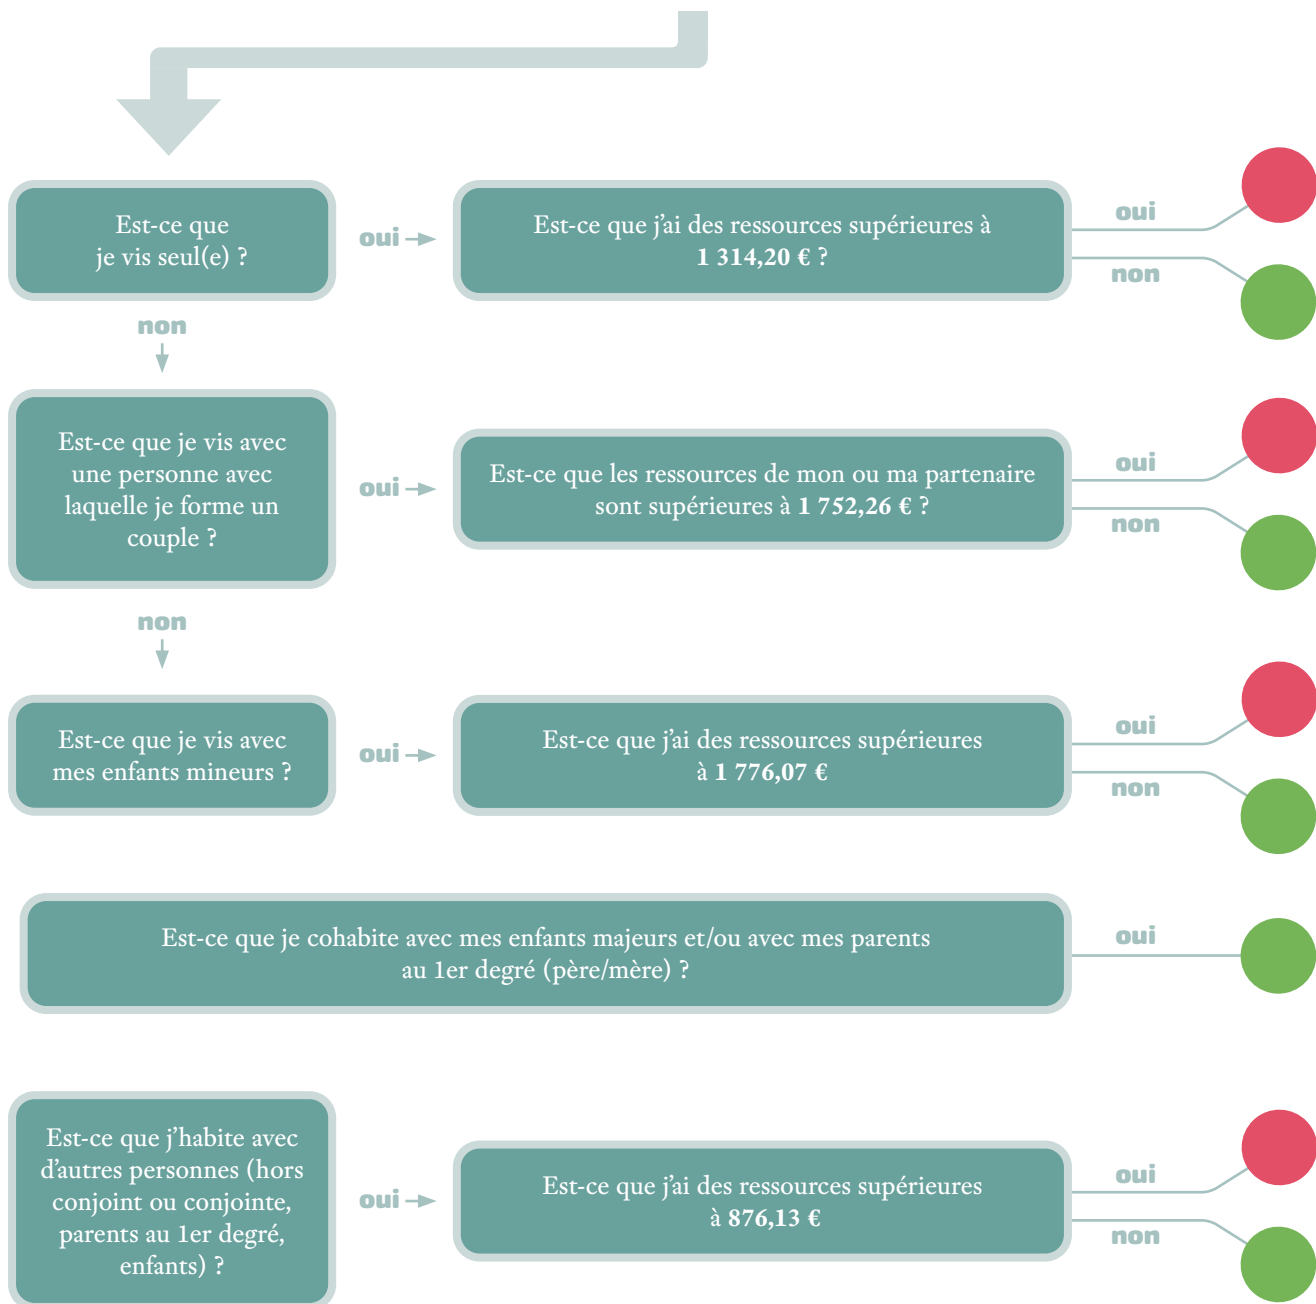 Est-ce que
je vis seul(e) ?
oui
Est-ce que j'ai des ressources supérieures à
1 314,20 € ?
oui
non
non
Est-ce que je vis avec
une personne avec
laquelle je forme un
couple ?
oui
Est-ce que les ressources de mon ou ma partenaire
sont supérieures à 1 752,26 € ?
oui
non
non
Est-ce que je vis avec
mes enfants mineurs ?
oui
Est-ce que j'ai des ressources supérieures
à 1 776,07 €
oui
non
Est-ce que je cohabite avec mes enfants majeurs et/ou avec mes parents
au 1er degré (père/mère) ?
oui
Est-ce que j'habite avec
d'autres personnes (hors
conjoint ou conjointe,
parents au 1er degré,
enfants) ?
oui
Est-ce que j'ai des ressources supérieures
à 876,13 €
oui
non